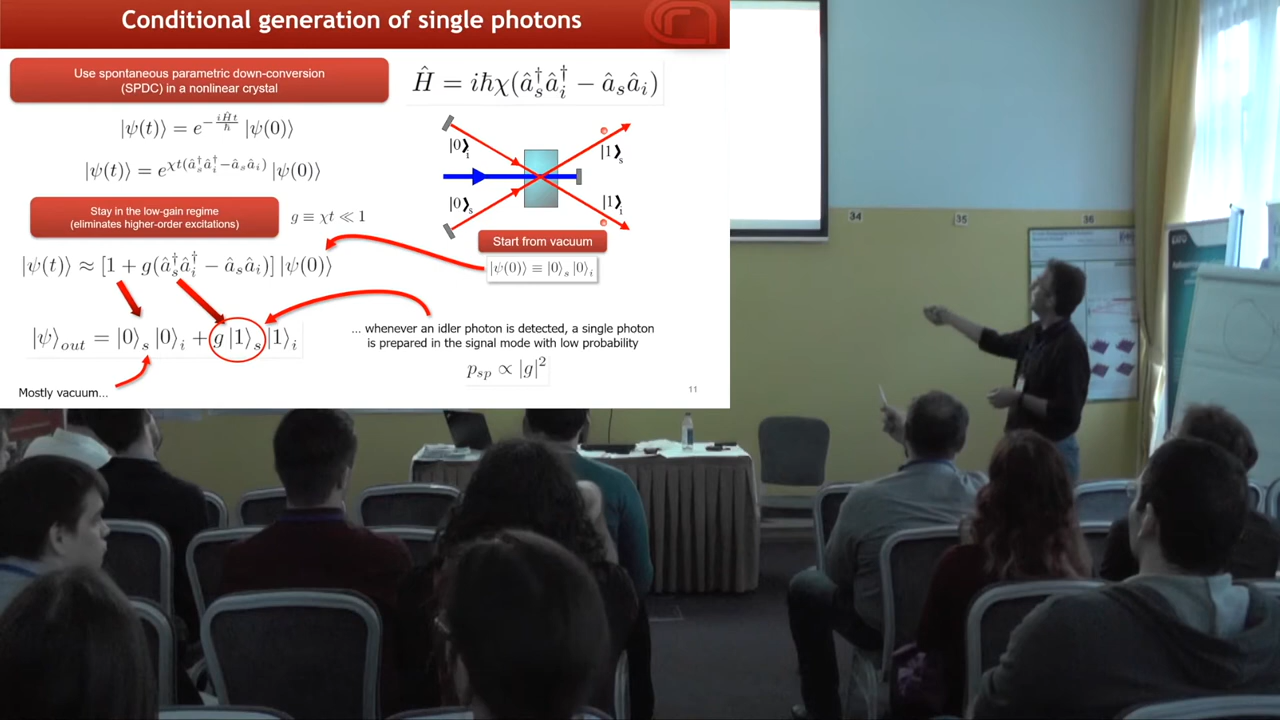 Conditional generation of single photons
Use spontaneous parametric down-conversion
(SPDC) in a nonlinear crystal
Ĥ = iħχ(â†ₛâ†ᵢ − âₛâᵢ)
|ψ(t)⟩ = e^{−iĤt/ħ} |ψ(0)⟩
|ψ(t)⟩ = e^{χt(â†ₛâ†ᵢ−âₛâᵢ)} |ψ(0)⟩
|0⟩ᵢ
|1⟩ₛ
|0⟩ₛ
|1⟩ᵢ
Stay in the low-gain regime
(eliminates higher-order excitations)
g ≡ χt ≪ 1
Start from vacuum
|ψ(0)⟩ ≡ |0⟩ₛ |0⟩ᵢ
|ψ(t)⟩ ≈ [1 + g(â†ₛâ†ᵢ − âₛâᵢ)] |ψ(0)⟩
|ψ⟩out = |0⟩ₛ |0⟩ᵢ + g |1⟩ₛ |1⟩ᵢ
... whenever an idler photon is detected, a single photon
is prepared in the signal mode with low probability
pₛₚ ∝ |g|²
Mostly vacuum...
11
34
35
36